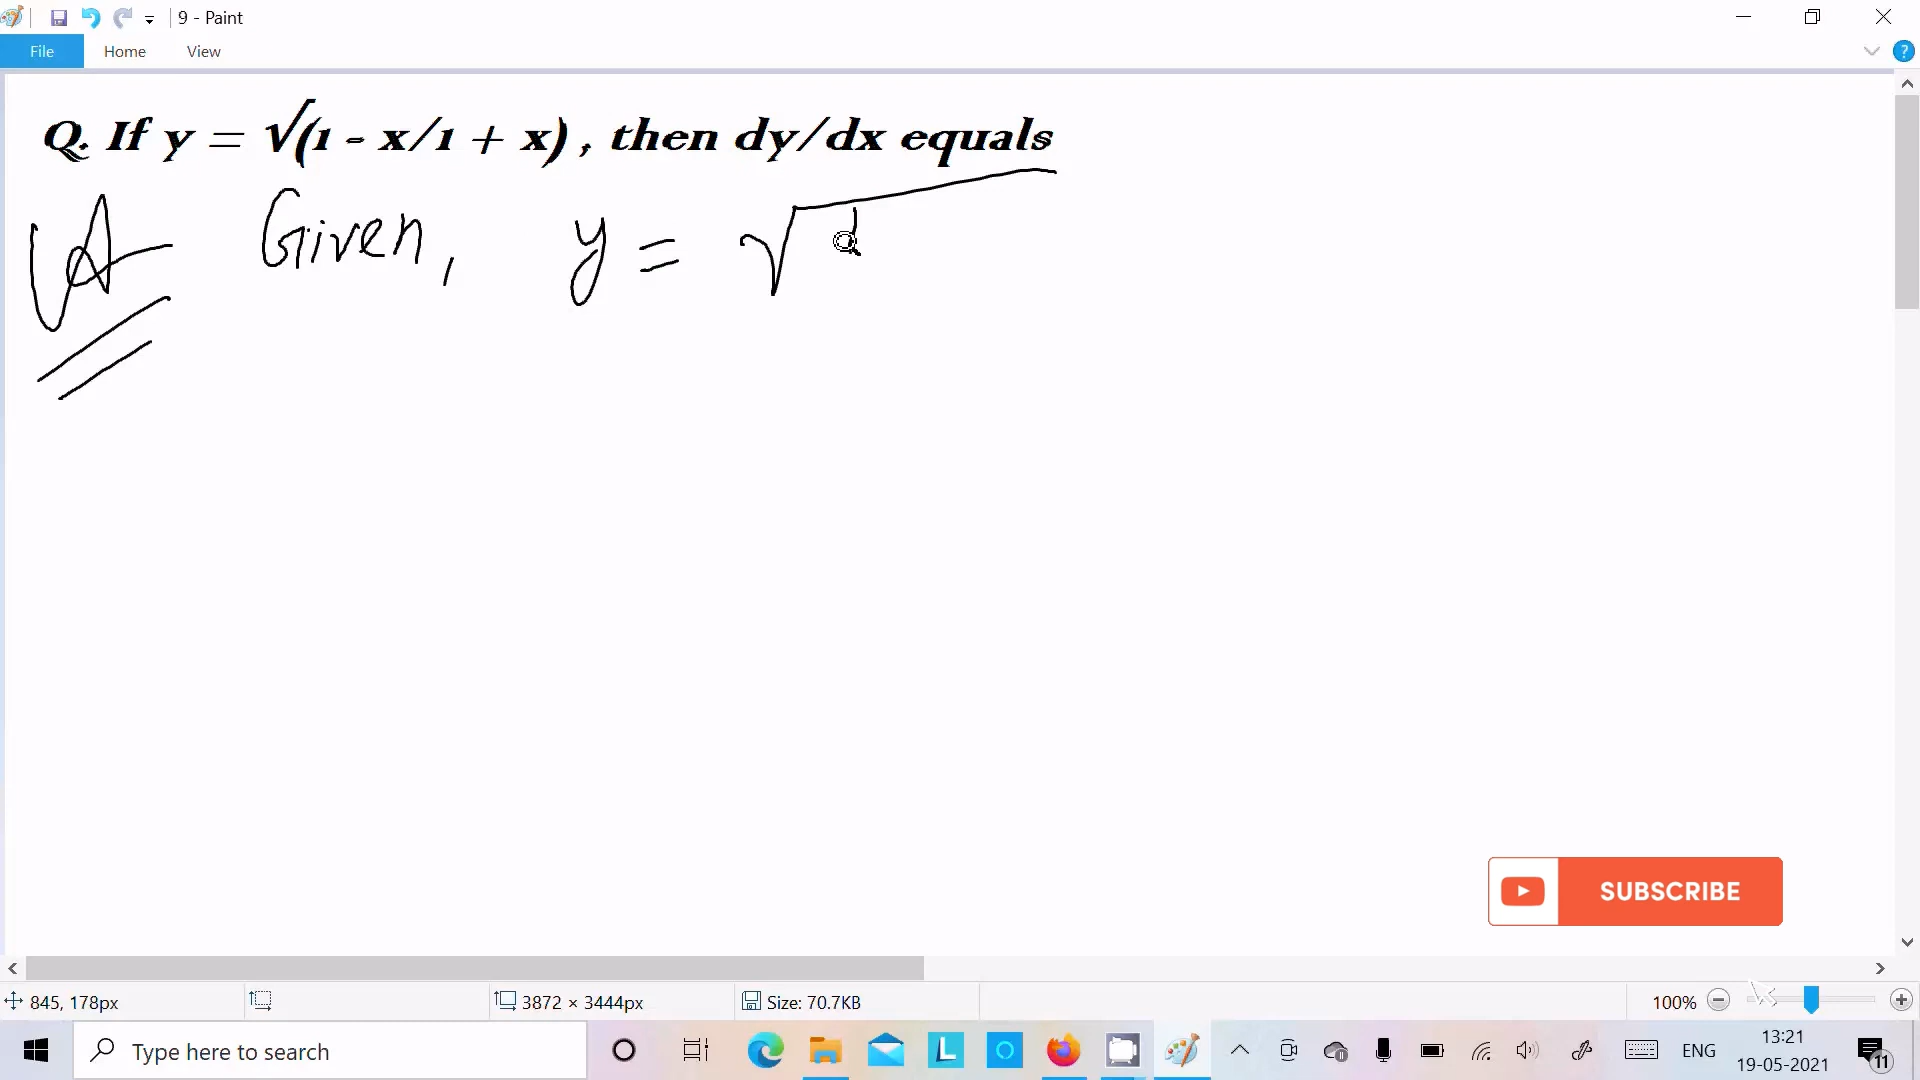 9 - Paint
File Home View
Q. If y = √(1 - x/1 + x) , then dy/dx equals
A Given, y = √
SUBSCRIBE
845, 178px 3872 × 3444px Size: 70.7KB 100%
Type here to search ENG 13:21
19-05-2021 11